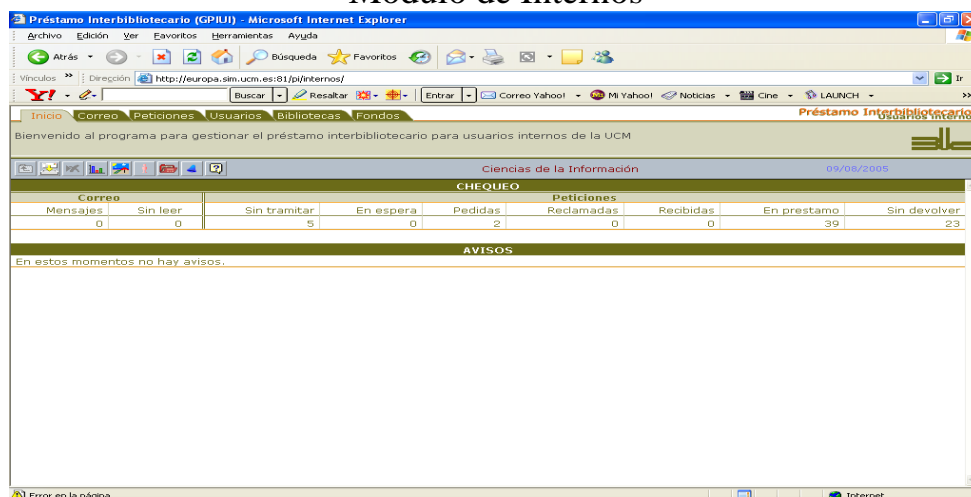 Módulo de Internos
Préstamo Interbibliotecario (GPIUI) - Microsoft Internet Explorer
Archivo Edición Ver Favoritos Herramientas Ayuda
Atrás Búsqueda Favoritos
Vínculos » Dirección http://europa.sim.ucm.es:81/pi/internos/ Ir
Y! Buscar Resaltar Entrar Correo Yahoo! Mi Yahoo! Noticias Cine LAUNCH »
Inicio Correo Peticiones Usuarios Bibliotecas Fondos Préstamo Interbibliotecario
Usuarios Interno
Bienvenido al programa para gestionar el préstamo interbibliotecario para usuarios internos de la UCM
Ciencias de la Información 09/08/2005
CHEQUEO
Correo Peticiones
Mensajes Sin leer Sin tramitar En espera Pedidas Reclamadas Recibidas En prestamo Sin devolver
0 0 5 0 2 0 0 39 23
AVISOS
En estos momentos no hay avisos.
Error en la página. Internet